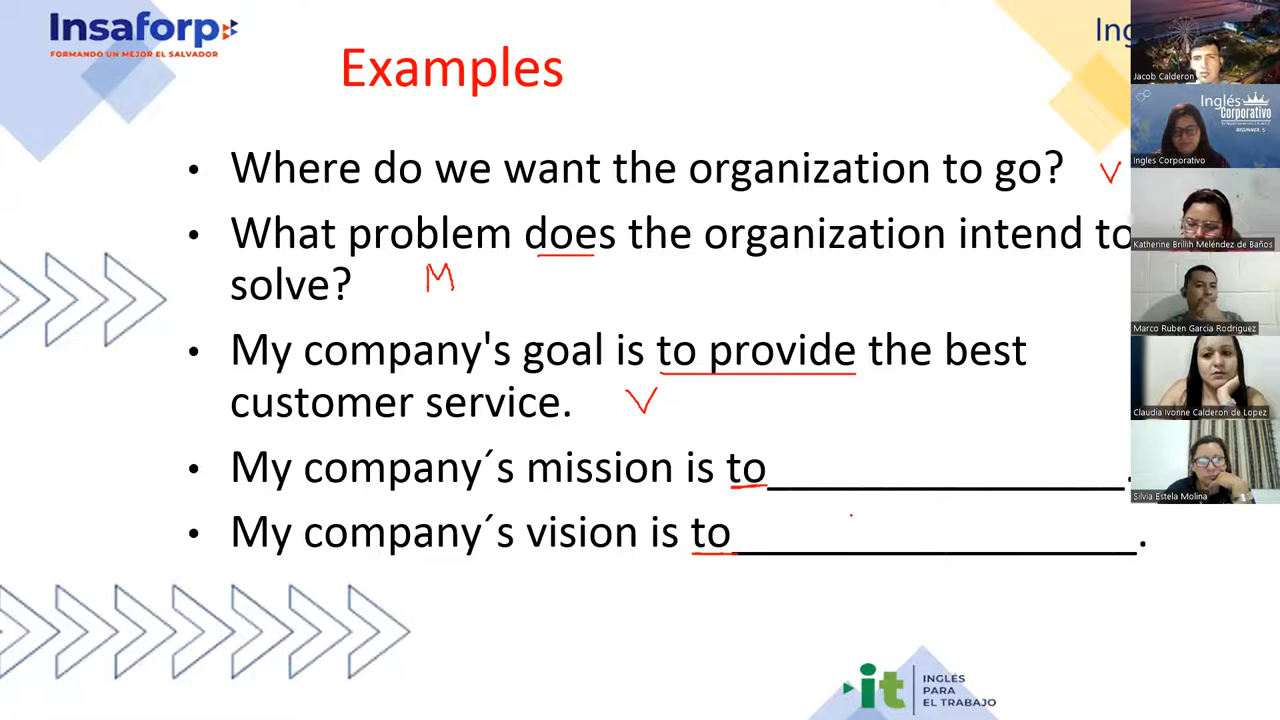 Insaforp
FORMANDO UN MEJOR EL SALVADOR
Examples
Ing
• Where do we want the organization to go? V
• What problem does the organization intend to
solve? M
• My company's goal is to provide the best
customer service. V
• My company´s mission is to_________________.
• My company´s vision is to___________________.
it
INGLÉS
PARA
EL TRABAJO
Jacob Calderon
Inglés
Corporativo
BEGINNER 5
Ingles Corporativo
Katherine Brillih Meléndez de Baños
Marco Ruben Garcia Rodriguez
Claudia Ivonne Calderon de Lopez
Silvia Estela Molina